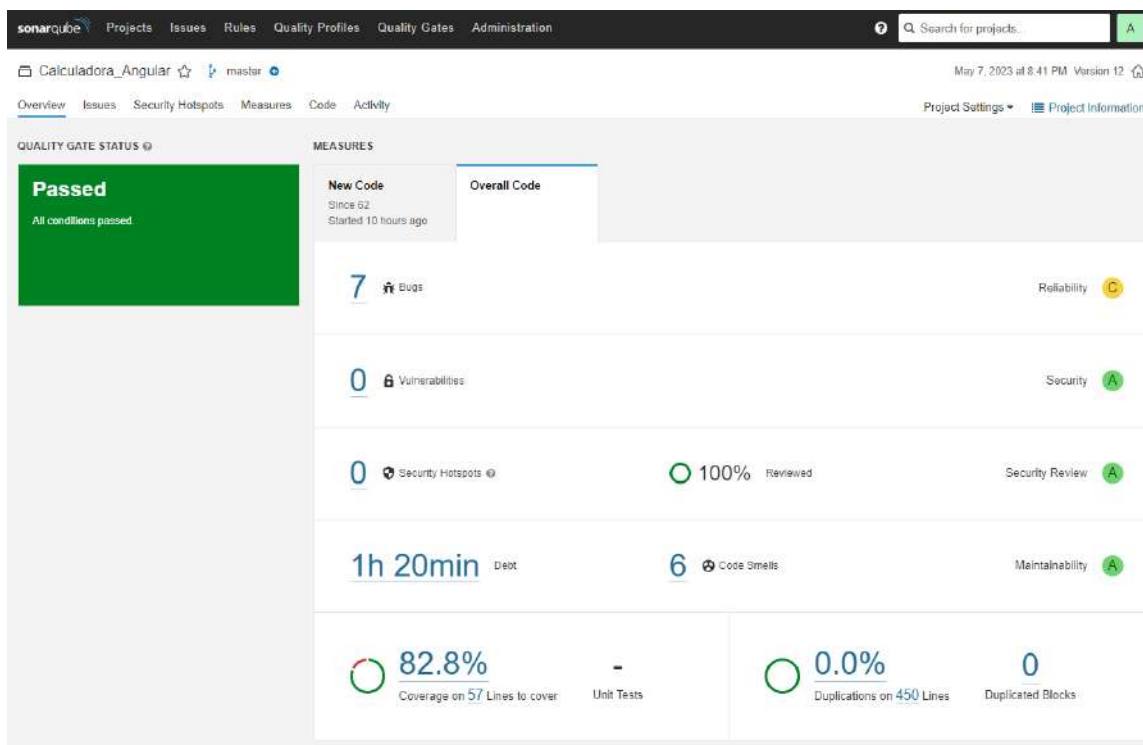 sonarqube Projects Issues Rules Quality Profiles Quality Gates Administration ? Search for projects... A
Calculadora_Angular master May 7, 2023 at 8:41 PM Version 12
Overview Issues Security Hotspots Measures Code Activity Project Settings Project Information
QUALITY GATE STATUS ? MEASURES
Passed
All conditions passed.
New Code Overall Code
Since 62
Started 10 hours ago
7 Bugs Reliability C
0 Vulnerabilities Security A
0 Security Hotspots ? 100% Reviewed Security Review A
1h 20min Debt 6 Code Smells Maintainability A
82.8% - 0.0% 0
Coverage on 57 Lines to cover Unit Tests Duplications on 450 Lines Duplicated Blocks